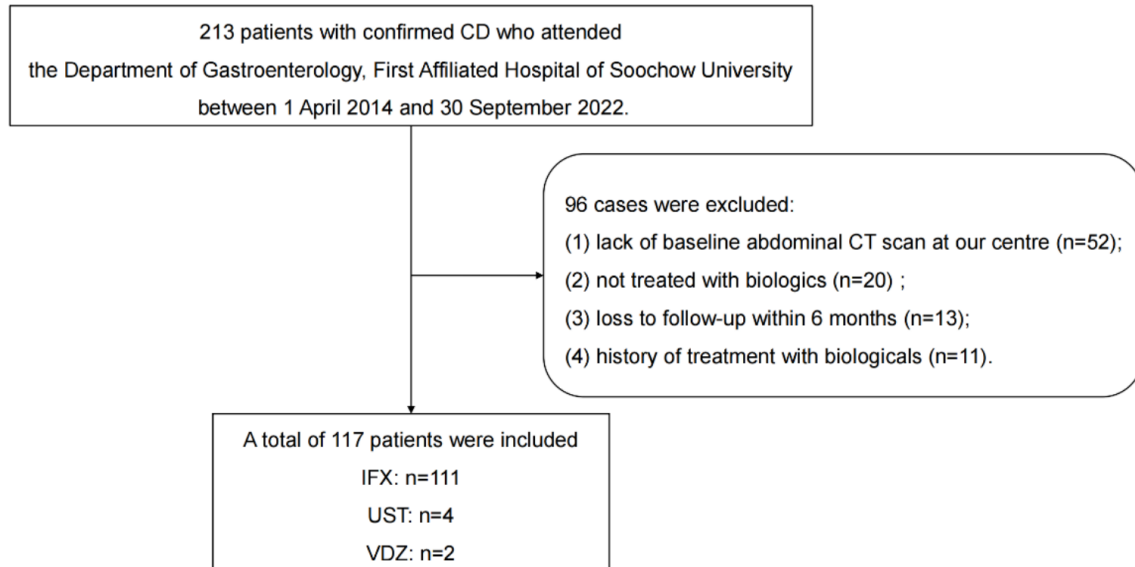 213 patients with confirmed CD who attended
the Department of Gastroenterology, First Affiliated Hospital of Soochow University
between 1 April 2014 and 30 September 2022.
96 cases were excluded:
(1) lack of baseline abdominal CT scan at our centre (n=52);
(2) not treated with biologics (n=20) ;
(3) loss to follow-up within 6 months (n=13);
(4) history of treatment with biologicals (n=11).
A total of 117 patients were included
IFX: n=111
UST: n=4
VDZ: n=2